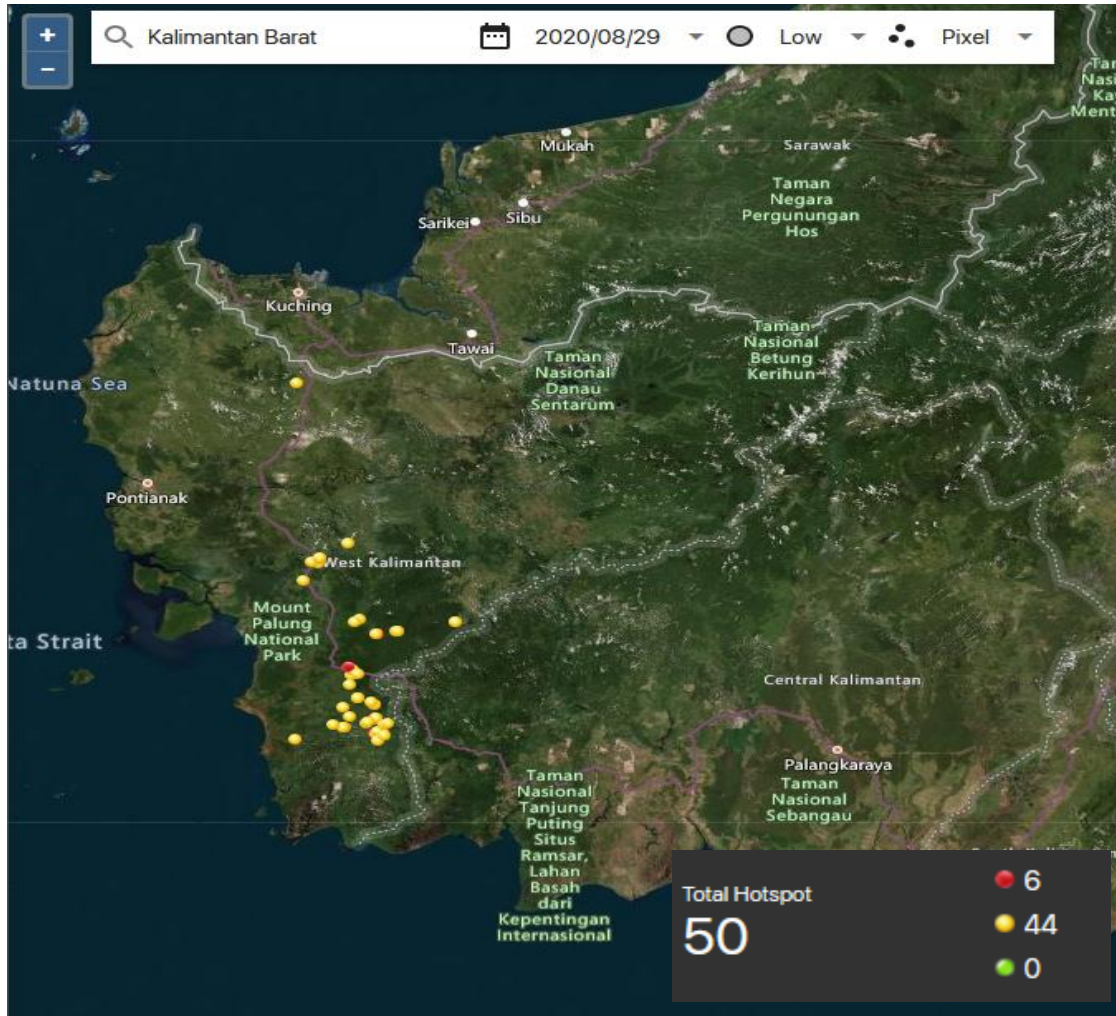 +
−
Kalimantan Barat 2020/08/29 Low Pixel
Mukah
Sarawak
Taman
Negara
Pergunungan
Hos
Sarikei
Sibu
Kuching
Tawai
Taman
Nasional
Betung
Kerihun
Taman
Nasional
Danau
Sentarum
Natuna Sea
Pontianak
West Kalimantan
Mount
Palung
National
Park
ta Strait
Central Kalimantan
Palangkaraya
Taman
Nasional
Sebangau
Taman
Nasional
Tanjung
Puting
Situs
Ramsar,
Lahan
Basah
dari
Kepentingan
Internasional
Total Hotspot
50
6
44
0